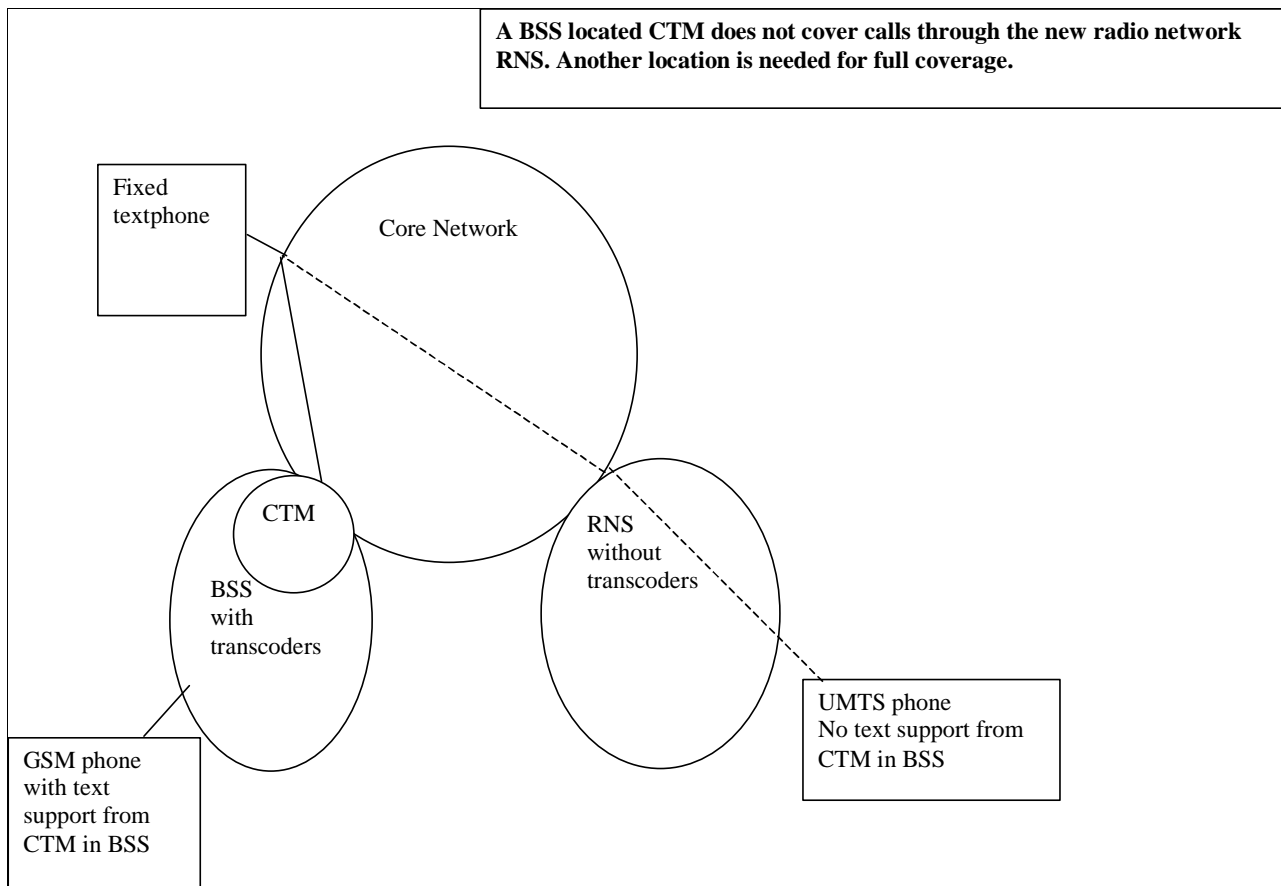 A BSS located CTM does not cover calls through the new radio network
RNS. Another location is needed for full coverage.
Fixed
textphone
Core Network
CTM
BSS
with
transcoders
RNS
without
transcoders
UMTS phone
No text support from
CTM in BSS
GSM phone
with text
support from
CTM in BSS